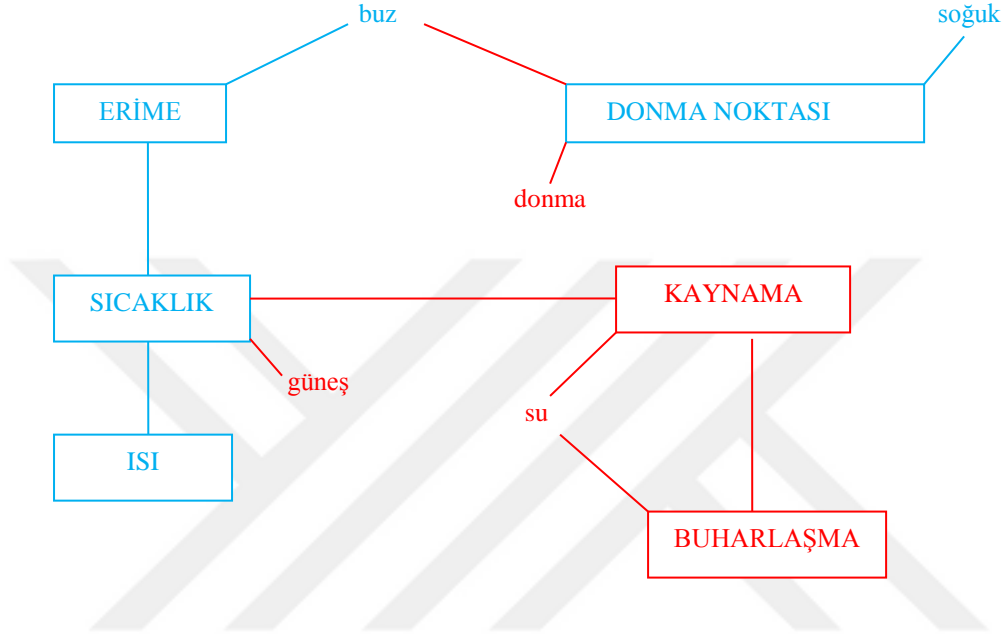 buz
soğuk
ERİME
DONMA NOKTASI
donma
SICAKLIK
KAYNAMA
güneş
su
ISI
BUHARLAŞMA